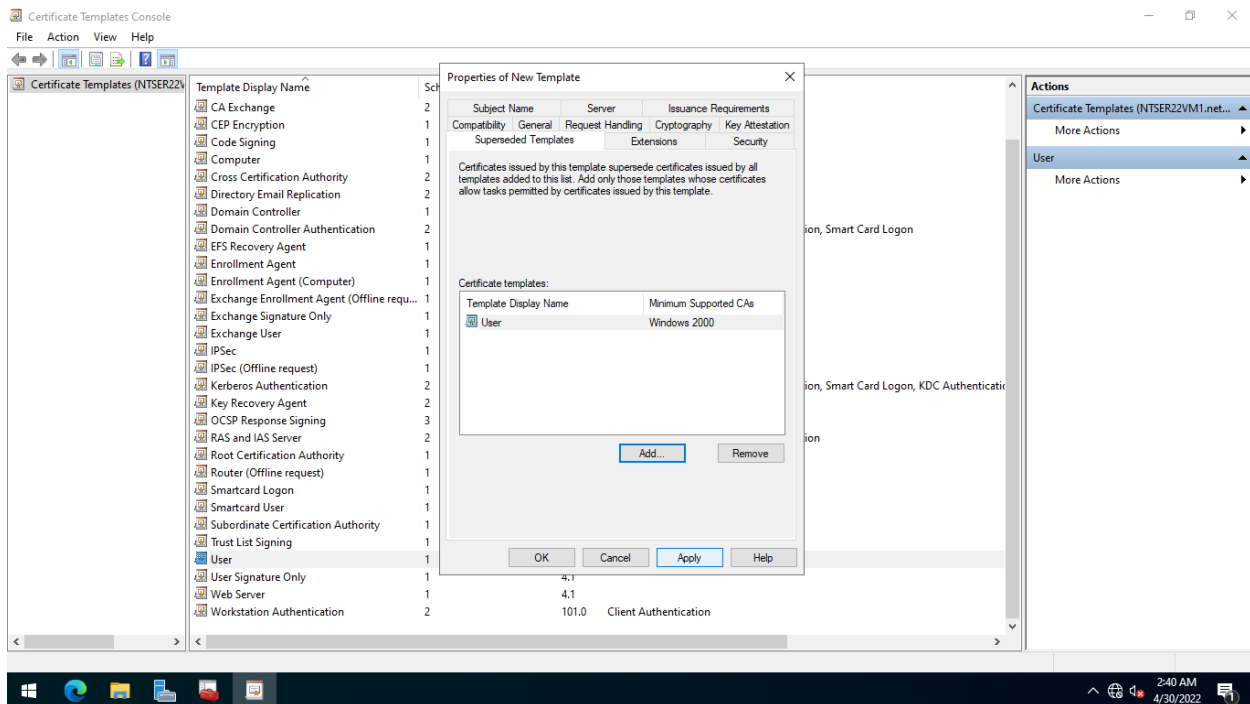 Certificate Templates Console
File Action View Help
Certificate Templates (NTSER22V
Template Display Name Sch
CA Exchange 2
CEP Encryption 1
Code Signing 1
Computer 1
Cross Certification Authority 2
Directory Email Replication 2
Domain Controller 1
Domain Controller Authentication 2 ion, Smart Card Logon
EFS Recovery Agent 1
Enrollment Agent 1
Enrollment Agent (Computer) 1
Exchange Enrollment Agent (Offline requ... 1
Exchange Signature Only 1
Exchange User 1
IPSec 1
IPSec (Offline request) 1
Kerberos Authentication 2 ion, Smart Card Logon, KDC Authenticatic
Key Recovery Agent 2
OCSP Response Signing 3
RAS and IAS Server 2 ion
Root Certification Authority 1
Router (Offline request) 1
Smartcard Logon 1
Smartcard User 1
Subordinate Certification Authority 1
Trust List Signing 1
User 1
User Signature Only 1 4.1
Web Server 1 4.1
Workstation Authentication 2 101.0 Client Authentication
Properties of New Template
Subject Name Server Issuance Requirements
Compatibility General Request Handling Cryptography Key Attestation
Superseded Templates Extensions Security
Certificates issued by this template supersede certificates issued by all
templates added to this list. Add only those templates whose certificates
allow tasks permitted by certificates issued by this template.
Certificate templates:
Template Display Name Minimum Supported CAs
User Windows 2000
Add... Remove
OK Cancel Apply Help
Actions
Certificate Templates (NTSER22VM1.net...
More Actions
User
More Actions
2:40 AM
4/30/2022
1